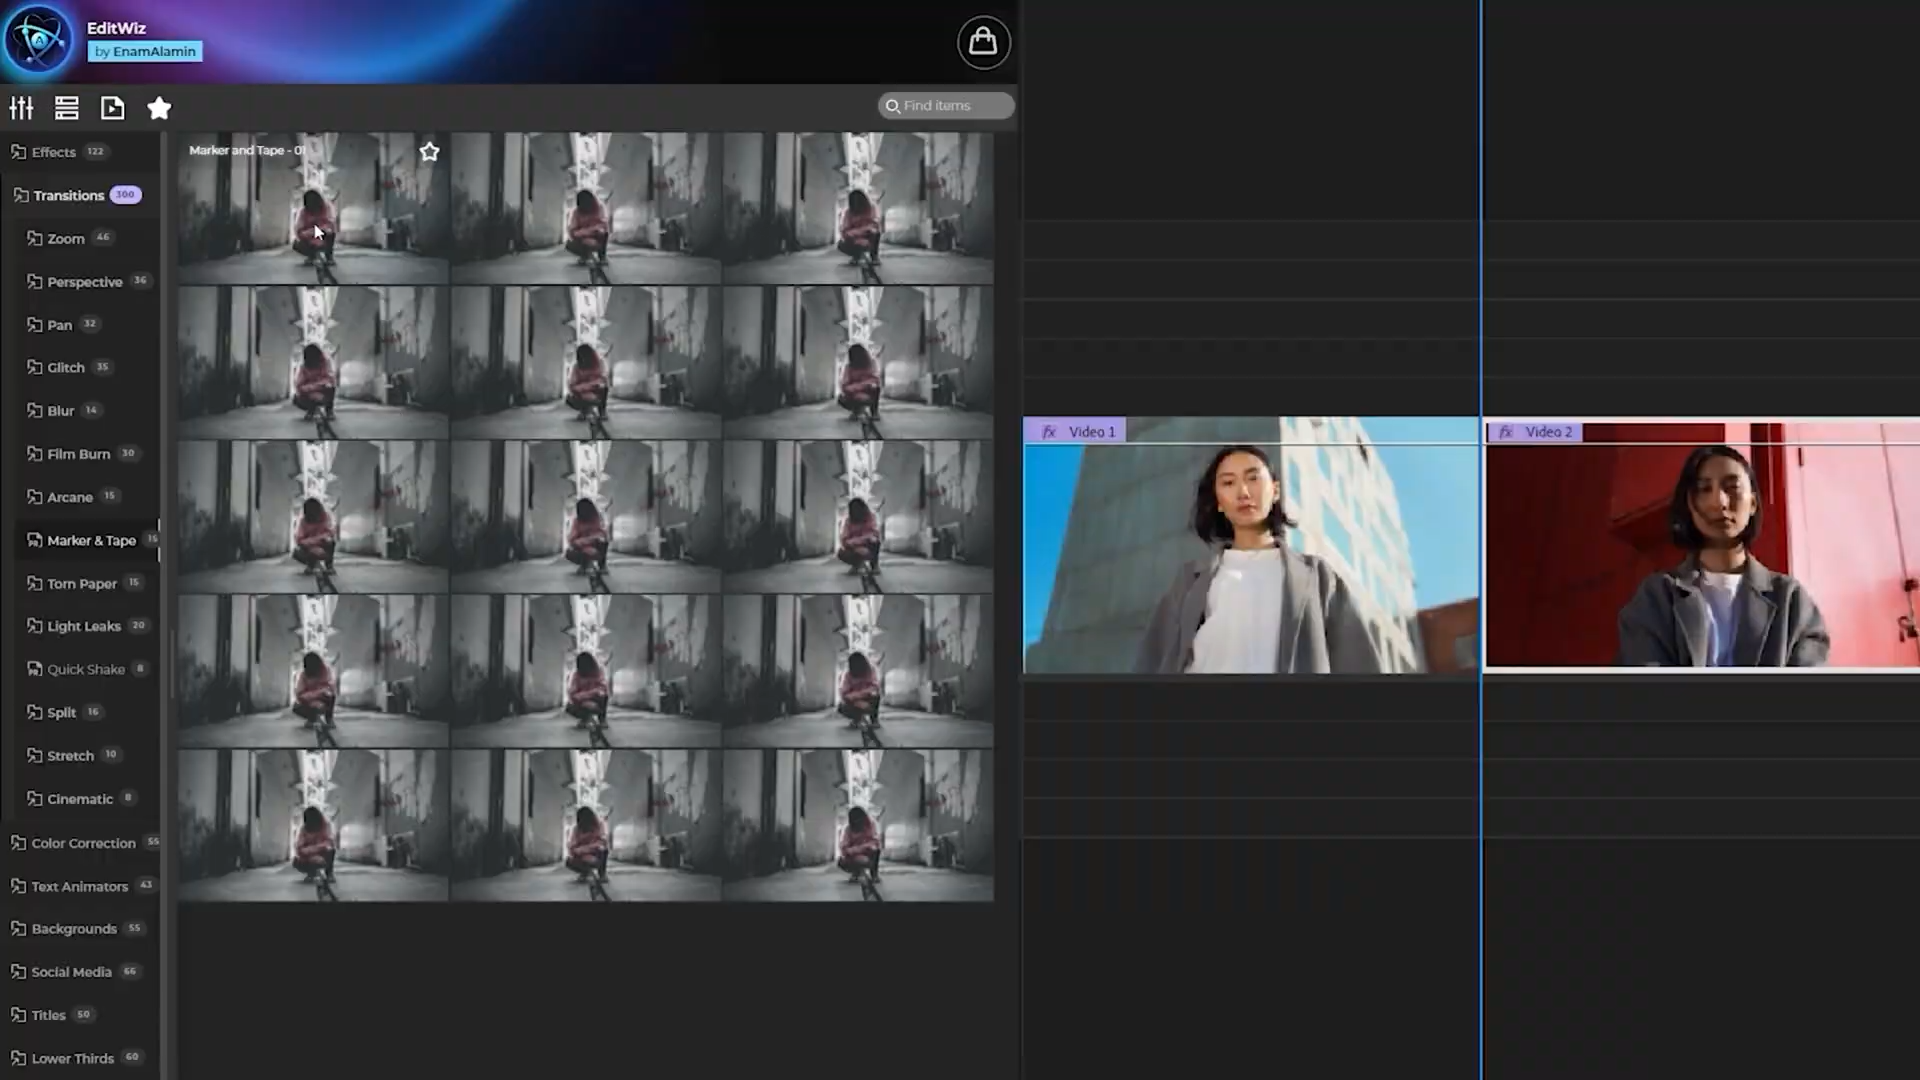 EditWiz
by EnamAlamin
Find items
Effects 122
Transitions 300
Zoom 46
Perspective 36
Pan 32
Glitch 35
Blur 14
Film Burn 30
Arcane 15
Marker & Tape 15
Torn Paper 15
Light Leaks 20
Quick Shake 8
Split 16
Stretch 10
Cinematic 8
Color Correction 55
Text Animators 43
Backgrounds 55
Social Media 66
Titles 50
Lower Thirds 60
Marker and Tape - 01
fx Video 1
fx Video 2